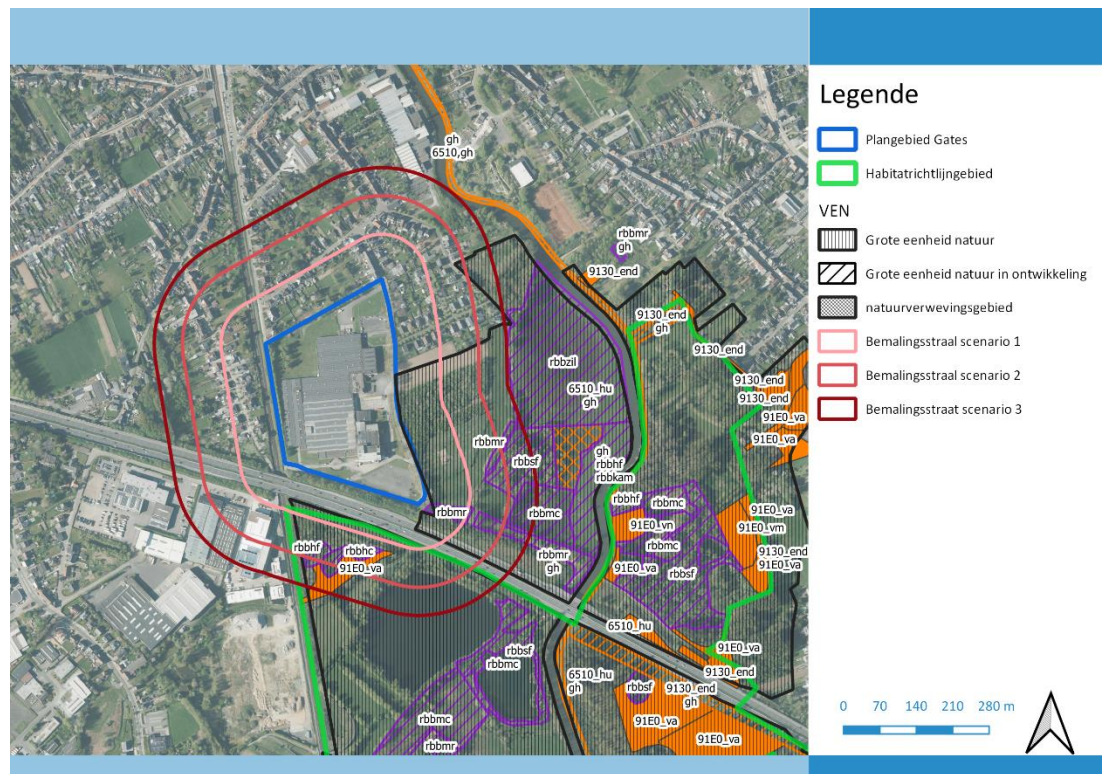 gh
6510,gh
rbbmr
gh
9130_end
9130_end
gh
9130_end
rbbzil
6510_hu
gh
9130_end
9130_end
91E0_va
91E0_va
rbbmr
gh
rbbhf
rbbkam
rbbsf
rbbmc
rbbhf
rbbmc
91E0_va
91E0_vm
rbbmr
91E0_vn
rbbmc
rbbhf
rbbhc
91E0_va
rbbmr
gh
91E0_va
rbbsf
9130_end
91E0_va
6510_hu
rbbsf
rbbmc
91E0_va
9130_end
6510_hu
gh
rbbsf
9130_end
gh
rbbmc
91E0_va
rbbmr
91E0_va
Legende
Plangebied Gates
Habitatrichtlijngebied
VEN
Grote eenheid natuur
Grote eenheid natuur in ontwikkeling
natuurverwevingsgebied
Bemalingsstraal scenario 1
Bemalingsstraal scenario 2
Bemalingsstraat scenario 3
0 70 140 210 280 m